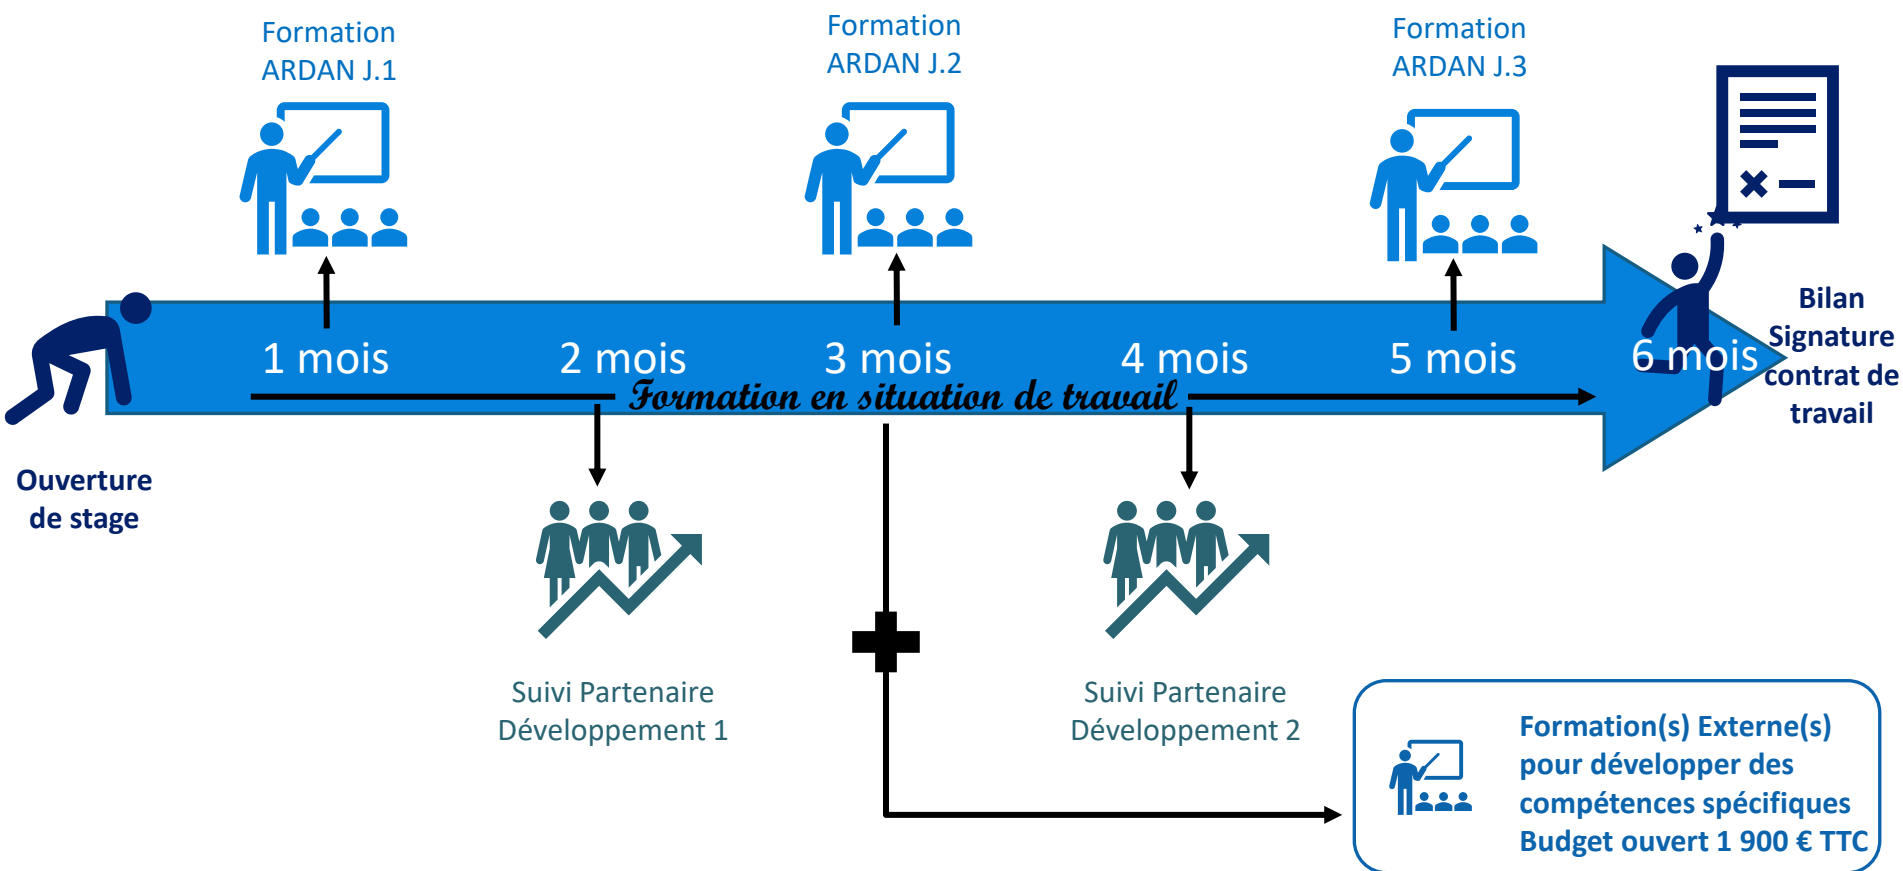 Formation
ARDAN J.1
Formation
ARDAN J.2
Formation
ARDAN J.3
1 mois
2 mois
3 mois
4 mois
5 mois
6 mois
Formation en situation de travail
Bilan
Signature
contrat de
travail
Ouverture
de stage
Suivi Partenaire
Développement 1
Suivi Partenaire
Développement 2
Formation(s) Externe(s)
pour développer des
compétences spécifiques
Budget ouvert 1 900 € TTC